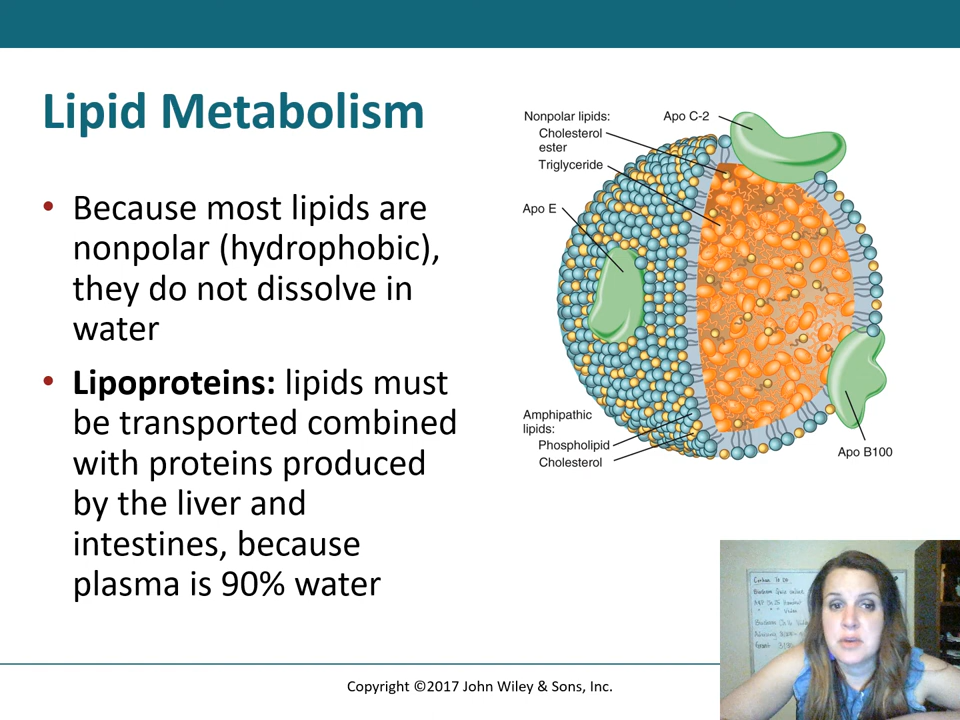 Lipid Metabolism
• Because most lipids are
nonpolar (hydrophobic),
they do not dissolve in
water
• Lipoproteins: lipids must
be transported combined
with proteins produced
by the liver and
intestines, because
plasma is 90% water
Nonpolar lipids:
Cholesterol
ester
Triglyceride
Apo C-2
Apo E
Amphipathic
lipids:
Phospholipid
Cholesterol
Apo B100
Copyright ©2017 John Wiley & Sons, Inc.